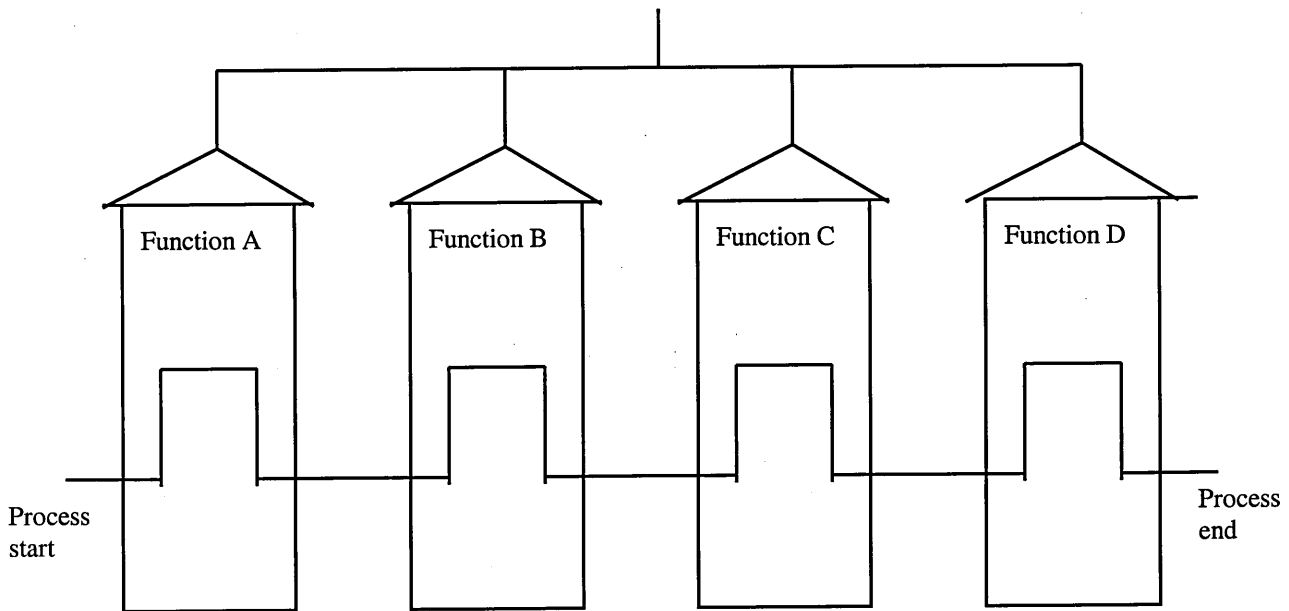 Function A
Function B
Function C
Function D
Process
start
Process
end